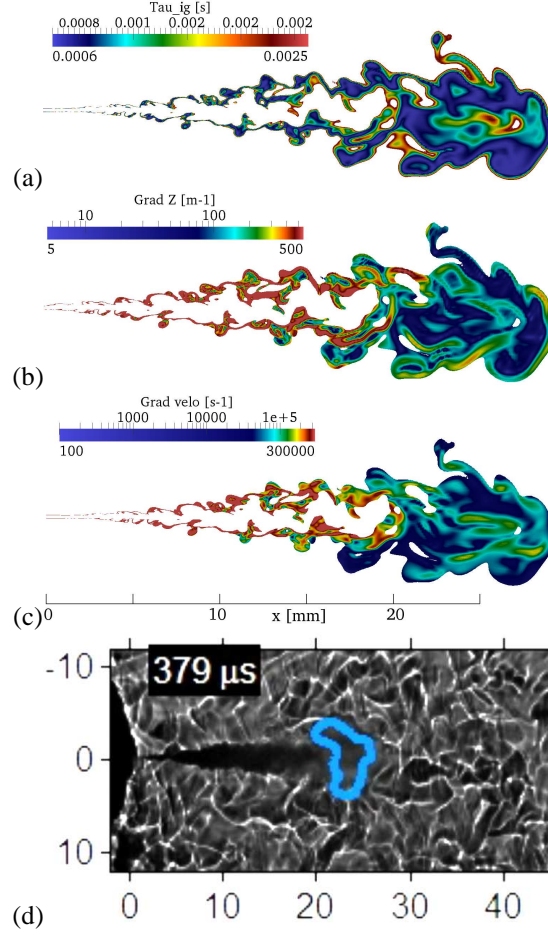 Tau_ig [s]
0.0008 0.001 0.001 0.002 0.002 0.002
0.0006 0.0025
(a)
Grad Z [m-1]
10 100
5 500
(b)
Grad velo [s-1]
1000 10000 1e+5
100 300000
(c)
0 10 x [mm] 20
379 µs
-10
0
10
0 10 20 30 40
(d)